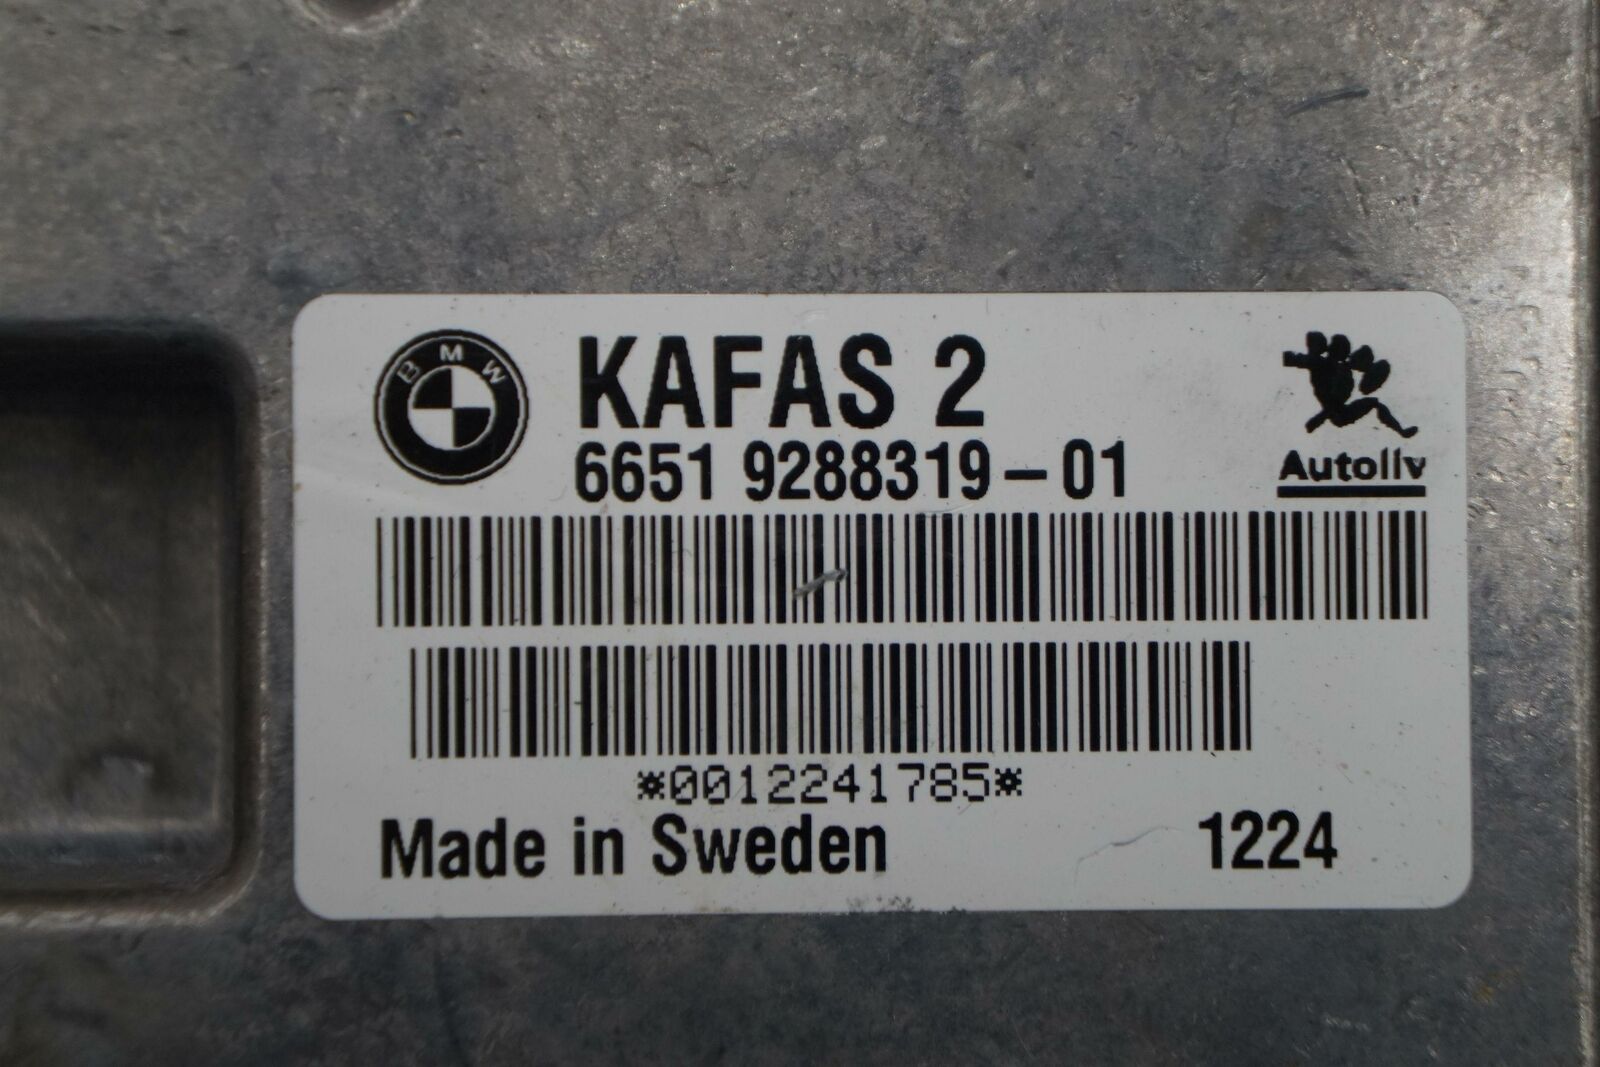 BMW
KAFAS 2
6651 9288319-01
Autoliv
*0012241785*
Made in Sweden
1224